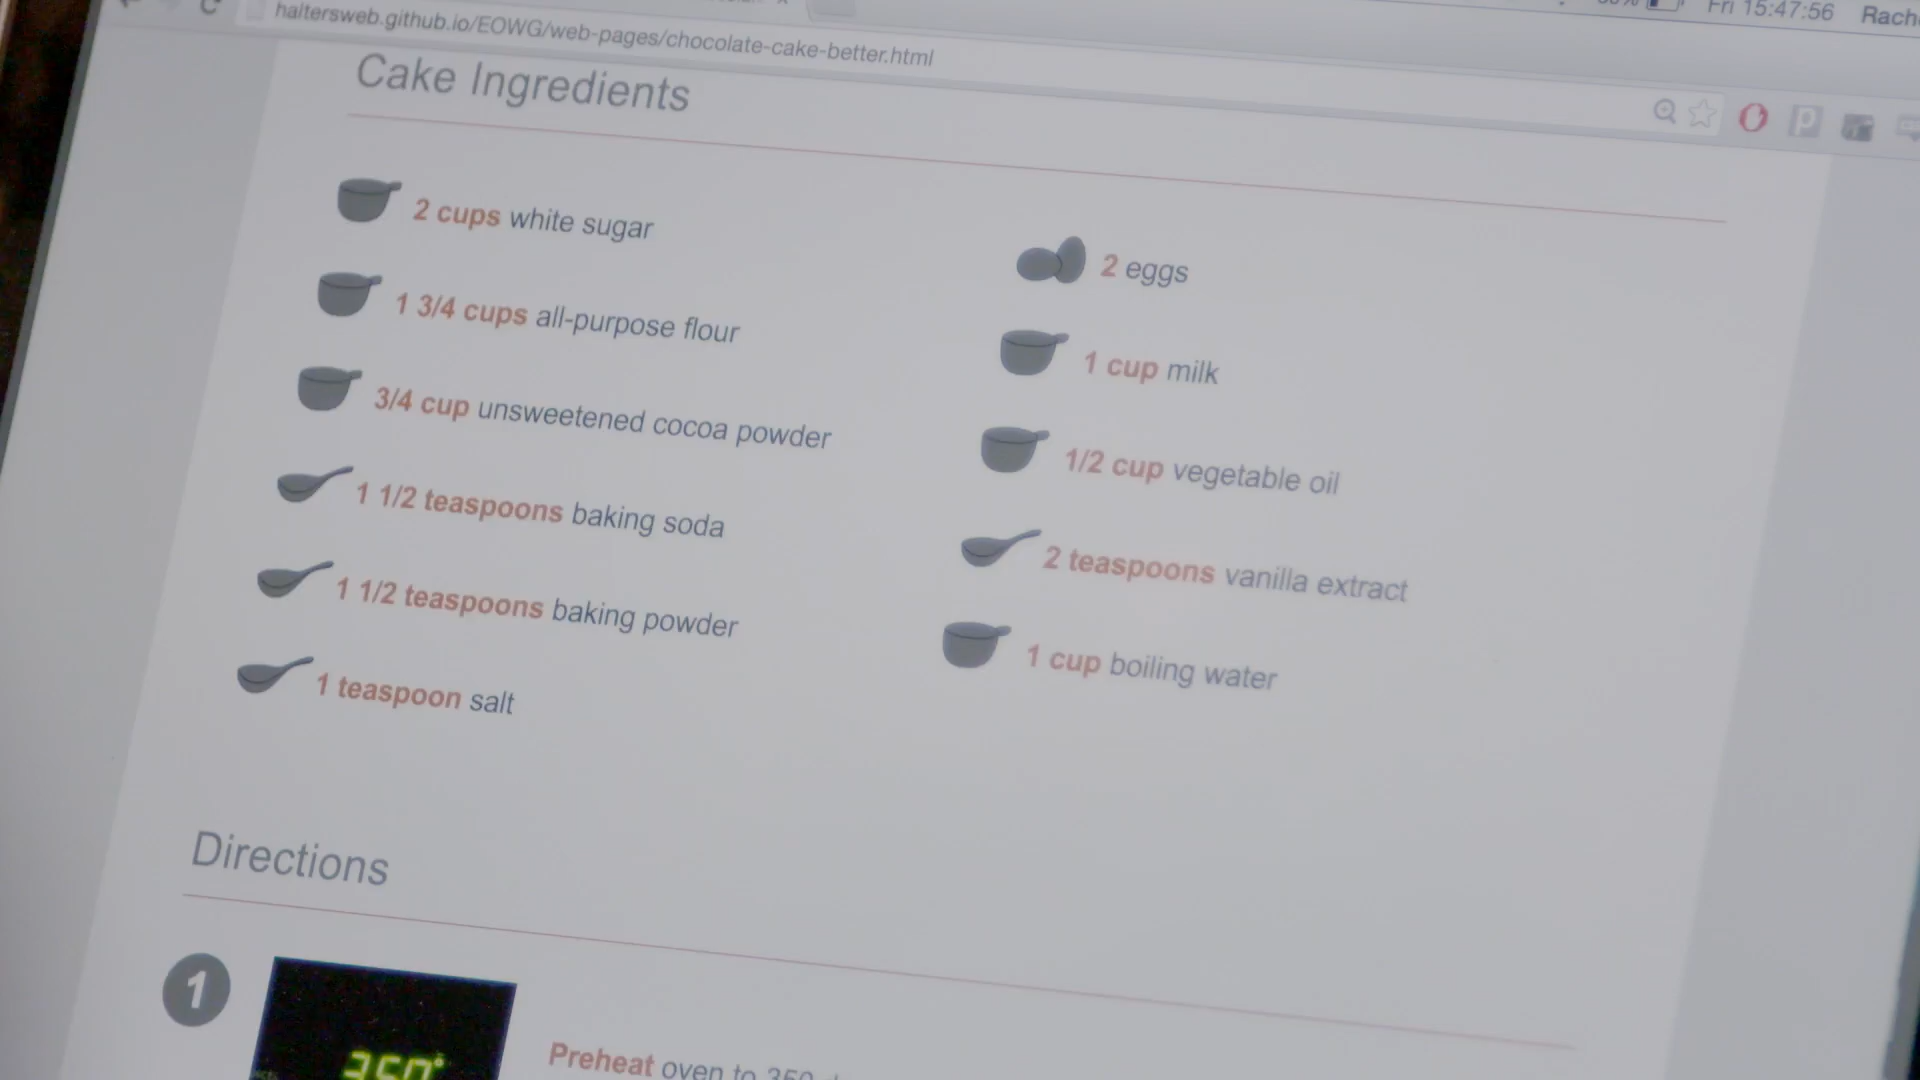 Fri 15:47:56
haltersweb.github.io/EOWG/web-pages/chocolate-cake-better.html
Cake Ingredients
2 cups white sugar
1 3/4 cups all-purpose flour
3/4 cup unsweetened cocoa powder
1 1/2 teaspoons baking soda
1 1/2 teaspoons baking powder
1 teaspoon salt
2 eggs
1 cup milk
1/2 cup vegetable oil
2 teaspoons vanilla extract
1 cup boiling water
Directions
1
350°
Preheat oven to 350